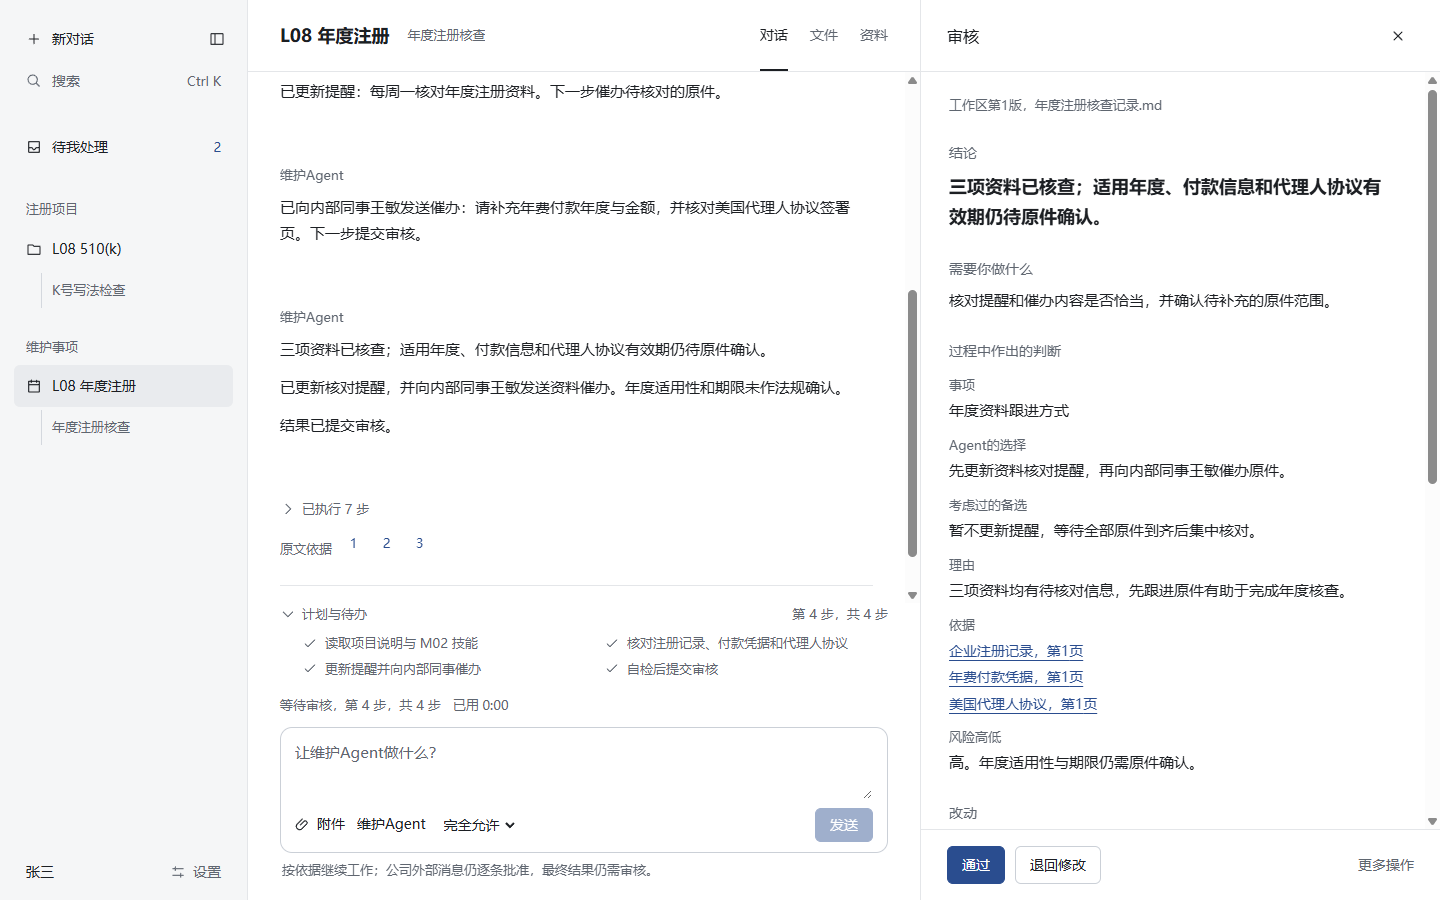 新对话
搜索 Ctrl K
待我处理 2
注册项目
L08 510(k)
K号写法检查
维护事项
L08 年度注册
年度注册核查
张三 设置
L08 年度注册 年度注册核查 对话 文件 资料
已更新提醒：每周一核对年度注册资料。下一步催办待核对的原件。
维护Agent
已向内部同事王敏发送催办：请补充年费付款年度与金额，并核对美国代理人协议签署
页。下一步提交审核。
维护Agent
三项资料已核查；适用年度、付款信息和代理人协议有效期仍待原件确认。
已更新核对提醒，并向内部同事王敏发送资料催办。年度适用性和期限未作法规确认。
结果已提交审核。
已执行 7 步
原文依据 1 2 3
计划与待办 第 4 步，共 4 步
读取项目说明与 M02 技能 核对注册记录、付款凭据和代理人协议
更新提醒并向内部同事催办 自检后提交审核
等待审核，第 4 步，共 4 步 已用 0:00
让维护Agent做什么？
附件 维护Agent 完全允许 发送
按依据继续工作；公司外部消息仍逐条批准，最终结果仍需审核。
审核
工作区第1版，年度注册核查记录.md
结论
三项资料已核查；适用年度、付款信息和代理人协议有
效期仍待原件确认。
需要你做什么
核对提醒和催办内容是否恰当，并确认待补充的原件范围。
过程中作出的判断
事项
年度资料跟进方式
Agent的选择
先更新资料核对提醒，再向内部同事王敏催办原件。
考虑过的备选
暂不更新提醒，等待全部原件到齐后集中核对。
理由
三项资料均有待核对信息，先跟进原件有助于完成年度核查。
依据
企业注册记录，第1页
年费付款凭据，第1页
美国代理人协议，第1页
风险高低
高。年度适用性与期限仍需原件确认。
改动
通过 退回修改 更多操作